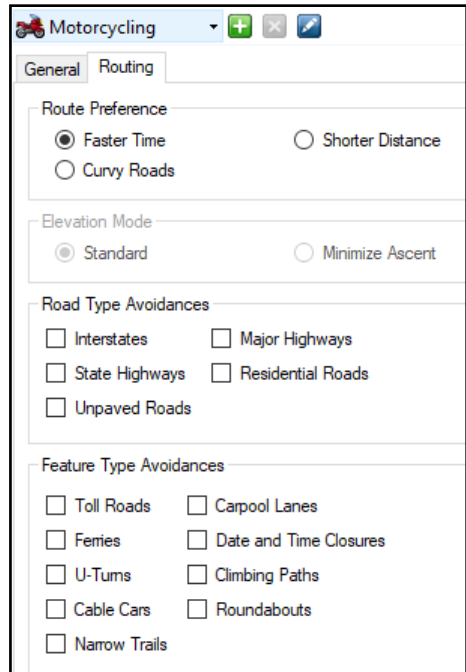 Motorcycling
General Routing
Route Preference
Faster Time Shorter Distance
Curvy Roads
Elevation Mode
Standard Minimize Ascent
Road Type Avoidances
Interstates Major Highways
State Highways Residential Roads
Unpaved Roads
Feature Type Avoidances
Toll Roads Carpool Lanes
Ferries Date and Time Closures
U-Turns Climbing Paths
Cable Cars Roundabouts
Narrow Trails